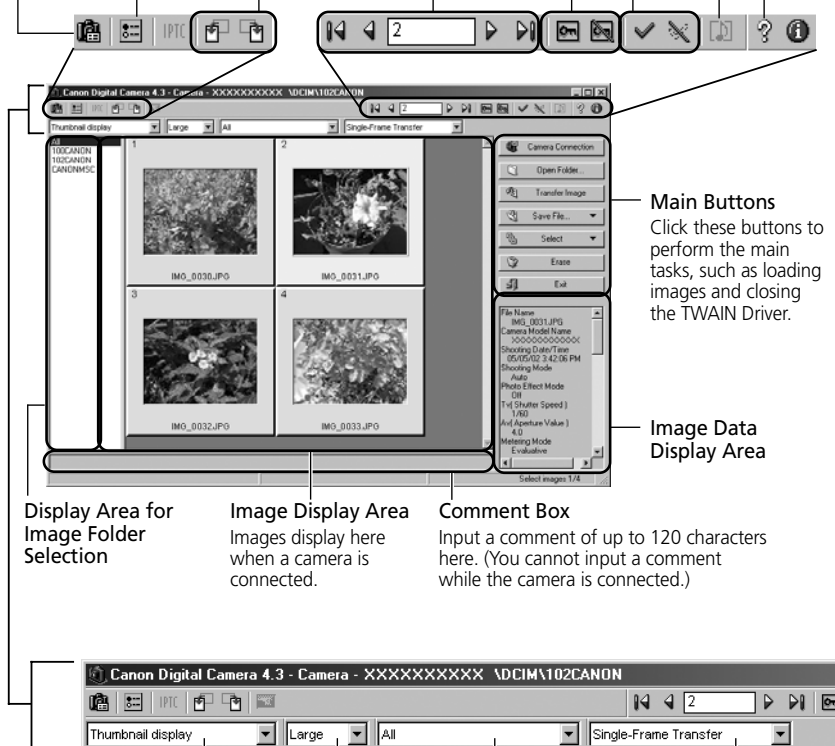 IPTC
2
Canon Digital Camera 4.3 - Camera - XXXXXXXXXX \DCIM\102CANON
IPTC
2
Thumbnail display
Large
All
Single-Frame Transfer
All
100CANON
102CANON
CANONMSC
1
2
IMG_0030.JPG
IMG_0031.JPG
3
4
IMG_0032.JPG
IMG_0033.JPG
Camera Connection
Open Folder...
Transfer Image
Save File...
Select
Erase
Exit
File Name
IMG_0031.JPG
Camera Model Name
XXXXXXXXXXXX
Shooting Date/Time
05/05/02 3:42:06 PM
Shooting Mode
Auto
Photo Effect Mode
Off
Tv( Shutter Speed )
1/60
Av( Aperture Value )
4.0
Metering Mode
Evaluative
Select images 1/4
Main Buttons
Click these buttons to
perform the main
tasks, such as loading
images and closing
the TWAIN Driver.
Image Data
Display Area
Display Area for
Image Folder
Selection
Image Display Area
Images display here
when a camera is
connected.
Comment Box
Input a comment of up to 120 characters
here. (You cannot input a comment
while the camera is connected.)
Canon Digital Camera 4.3 - Camera - XXXXXXXXXX \DCIM\102CANON
IPTC
2
Thumbnail display
Large
All
Single-Frame Transfer